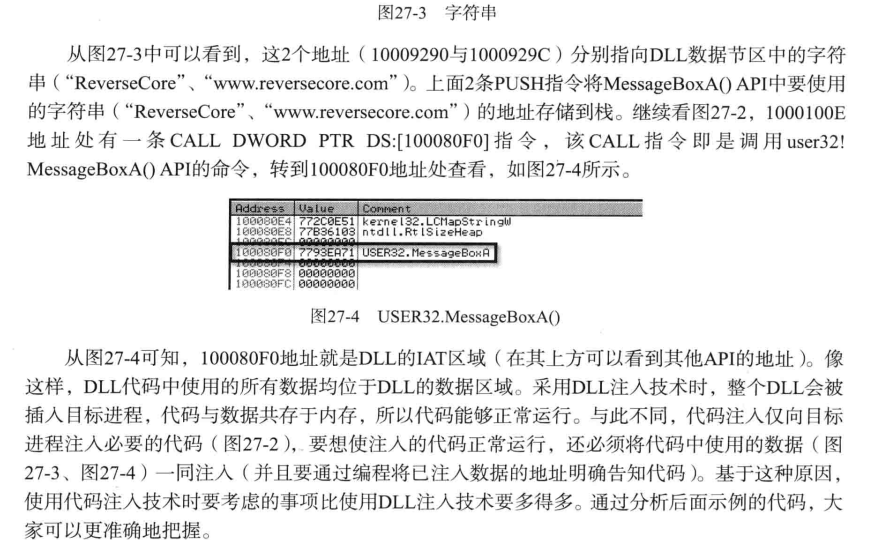 图27-3 字符串
从图27-3中可以看到，这2个地址（10009290与1000929C）分别指向DLL数据节区中的字符
串（“ReverseCore”、“www.reversecore.com”）。上面2条PUSH指令将MessageBoxA() API中要使用
的字符串（“ReverseCore”、“www.reversecore.com”）的地址存储到栈。继续看图27-2，1000100E
地址处有一条CALL DWORD PTR DS:[100080F0]指令，该CALL指令即是调用user32!
MessageBoxA() API的命令，转到100080F0地址处查看，如图27-4所示。
Address Value Comment
100080E4 772C0E51 kernel32.LCMapStringW
100080E8 77B36103 ntdll.RtlSizeHeap
100080EC 00000000
100080F0 7793EA71 USER32.MessageBoxA
100080F4 00000000
100080F8 00000000
100080FC 00000000
图27-4 USER32.MessageBoxA()
从图27-4可知，100080F0地址就是DLL的IAT区域（在其上方可以看到其他API的地址）。像
这样，DLL代码中使用的所有数据均位于DLL的数据区域。采用DLL注入技术时，整个DLL会被
插入目标进程，代码与数据共存于内存，所以代码能够正常运行。与此不同，代码注入仅向目标
进程注入必要的代码（图27-2），要想使注入的代码正常运行，还必须将代码中使用的数据（图
27-3、图27-4）一同注入（并且要通过编程将已注入数据的地址明确告知代码）。基于这种原因，
使用代码注入技术时要考虑的事项比使用DLL注入技术要多得多。通过分析后面示例的代码，大
家可以更准确地把握。